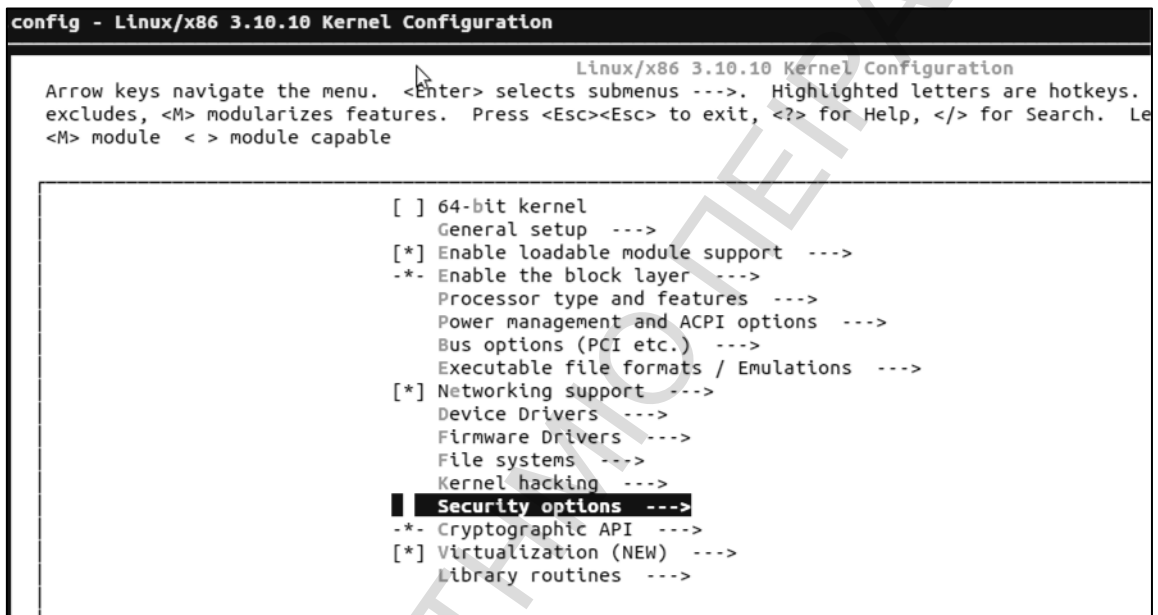 config - Linux/x86 3.10.10 Kernel Configuration
Linux/x86 3.10.10 Kernel Configuration
Arrow keys navigate the menu.  <Enter> selects submenus --->.  Highlighted letters are hotkeys.
excludes, <M> modularizes features.  Press <Esc><Esc> to exit, <?> for Help, </> for Search.  Le
<M> module  < > module capable
[ ] 64-bit kernel
General setup  --->
[*] Enable loadable module support  --->
-*- Enable the block layer  --->
Processor type and features  --->
Power management and ACPI options  --->
Bus options (PCI etc.)  --->
Executable file formats / Emulations  --->
[*] Networking support  --->
Device Drivers  --->
Firmware Drivers  --->
File systems  --->
Kernel hacking  --->
Security options  --->
-*- Cryptographic API  --->
[*] Virtualization (NEW)  --->
Library routines  --->